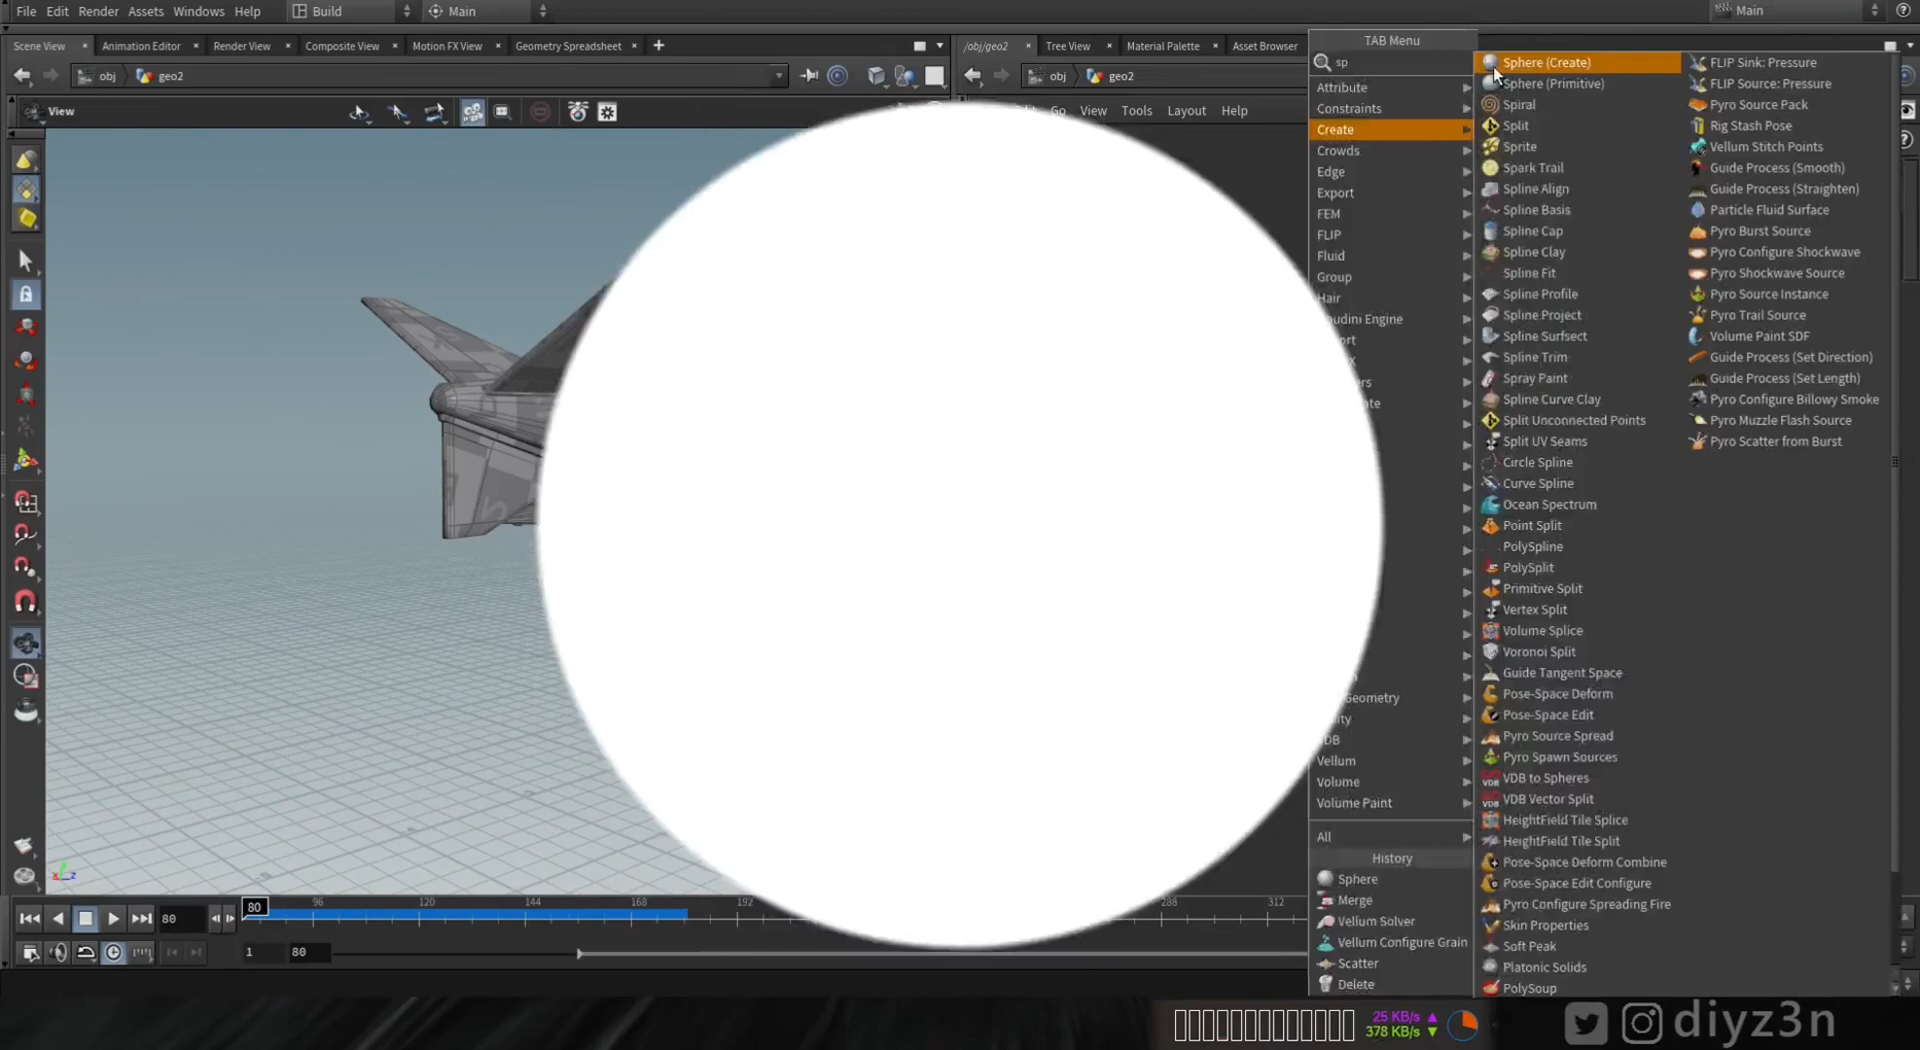 File Edit Render Assets Windows Help Build Main Main
Scene View Animation Editor Render View Composite View Motion FX View Geometry Spreadsheet
obj geo2
View
/obj/geo2 Tree View Material Palette Asset Browser
obj geo2
Go View Tools Layout Help
TAB Menu
sp
Attribute
Constraints
Create
Crowds
Edge
Export
FEM
FLIP
Fluid
Group
Hair
Geometry
Vellum
Volume
Volume Paint
All
History
Sphere
Merge
Vellum Solver
Vellum Configure Grain
Scatter
Delete
Sphere (Create)
Sphere (Primitive)
Spiral
Split
Sprite
Spark Trail
Spline Align
Spline Basis
Spline Cap
Spline Clay
Spline Fit
Spline Profile
Spline Project
Spline Surfsect
Spline Trim
Spray Paint
Spline Curve Clay
Split Unconnected Points
Split UV Seams
Circle Spline
Curve Spline
Ocean Spectrum
Point Split
PolySpline
PolySplit
Primitive Split
Vertex Split
Volume Splice
Voronoi Split
Guide Tangent Space
Pose-Space Deform
Pose-Space Edit
Pyro Source Spread
Pyro Spawn Sources
VDB to Spheres
VDB Vector Split
HeightField Tile Splice
HeightField Tile Split
Pose-Space Deform Combine
Pose-Space Edit Configure
Pyro Configure Spreading Fire
Skin Properties
Soft Peak
Platonic Solids
PolySoup
FLIP Sink: Pressure
FLIP Source: Pressure
Pyro Source Pack
Rig Stash Pose
Vellum Stitch Points
Guide Process (Smooth)
Guide Process (Straighten)
Particle Fluid Surface
Pyro Burst Source
Pyro Configure Shockwave
Pyro Shockwave Source
Pyro Source Instance
Pyro Trail Source
Volume Paint SDF
Guide Process (Set Direction)
Guide Process (Set Length)
Pyro Configure Billowy Smoke
Pyro Muzzle Flash Source
Pyro Scatter from Burst
80 80 96 120 144 168 192 288 312
1 80
25 KB/s
378 KB/s
diyz3n